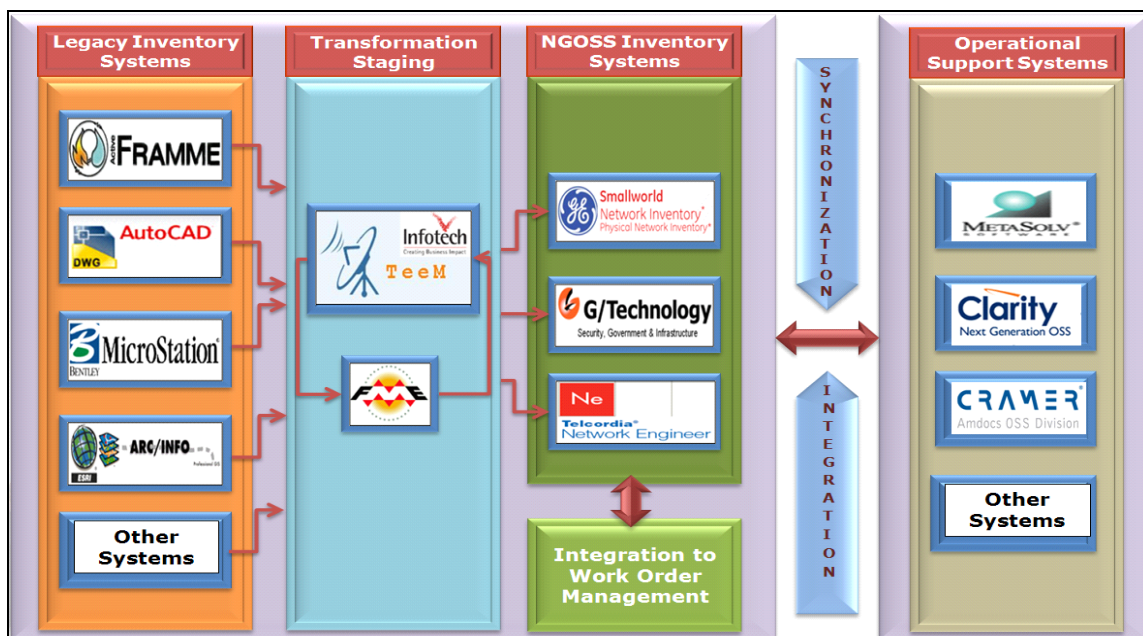 Legacy Inventory
Systems
Active
FRAMME
AutoCAD
DWG
MicroStation
BENTLEY
ARC/INFO
ESRI
Other
Systems
Transformation
Staging
Infotech
Creating Business Impact
TeeM
FME
NGOSS Inventory
Systems
GE
Smallworld
Network Inventory*
Physical Network Inventory*
G/Technology
Security, Government & Infrastructure
Ne
Telcordia®
Network Engineer
Integration to
Work Order
Management
SYNCHRONIZATION
INTEGRATION
Operational
Support Systems
METASOLV
SOFTWARE
Clarity
Next Generation OSS
CRAMER®
Amdocs OSS Division
Other
Systems